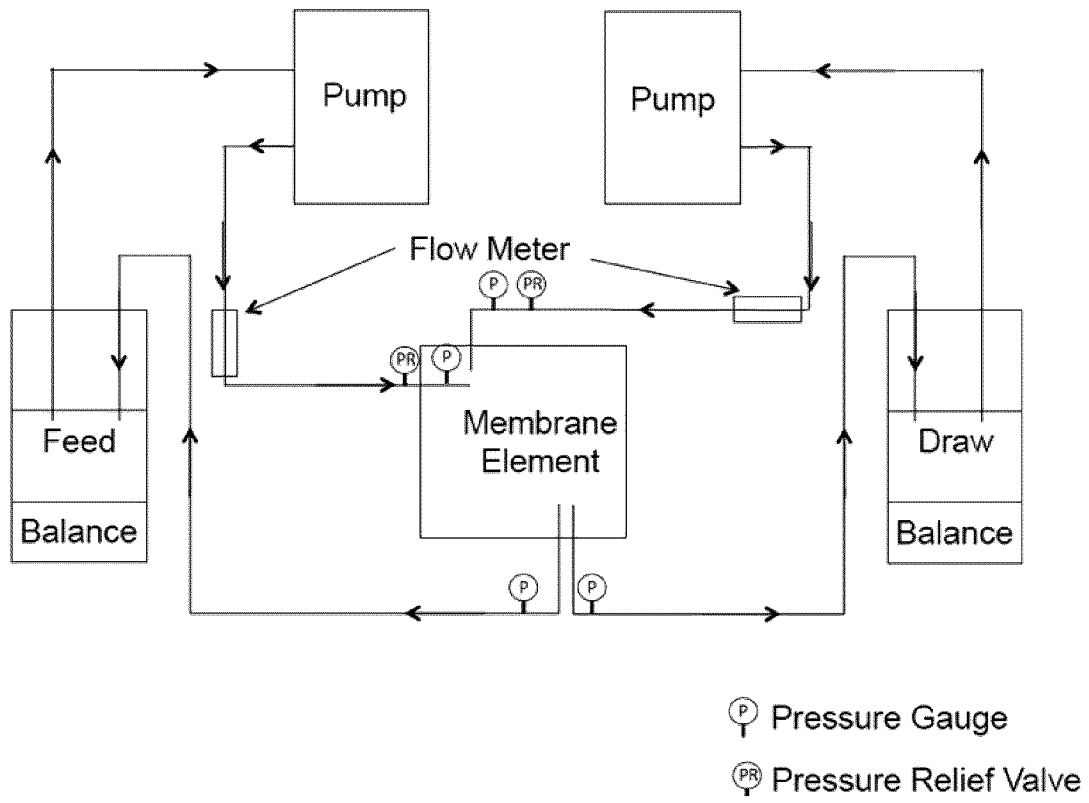 Pump
Pump
Flow Meter
P
PR
PR
P
Membrane
Element
Feed
Balance
Draw
Balance
P
P
P Pressure Gauge
PR Pressure Relief Valve